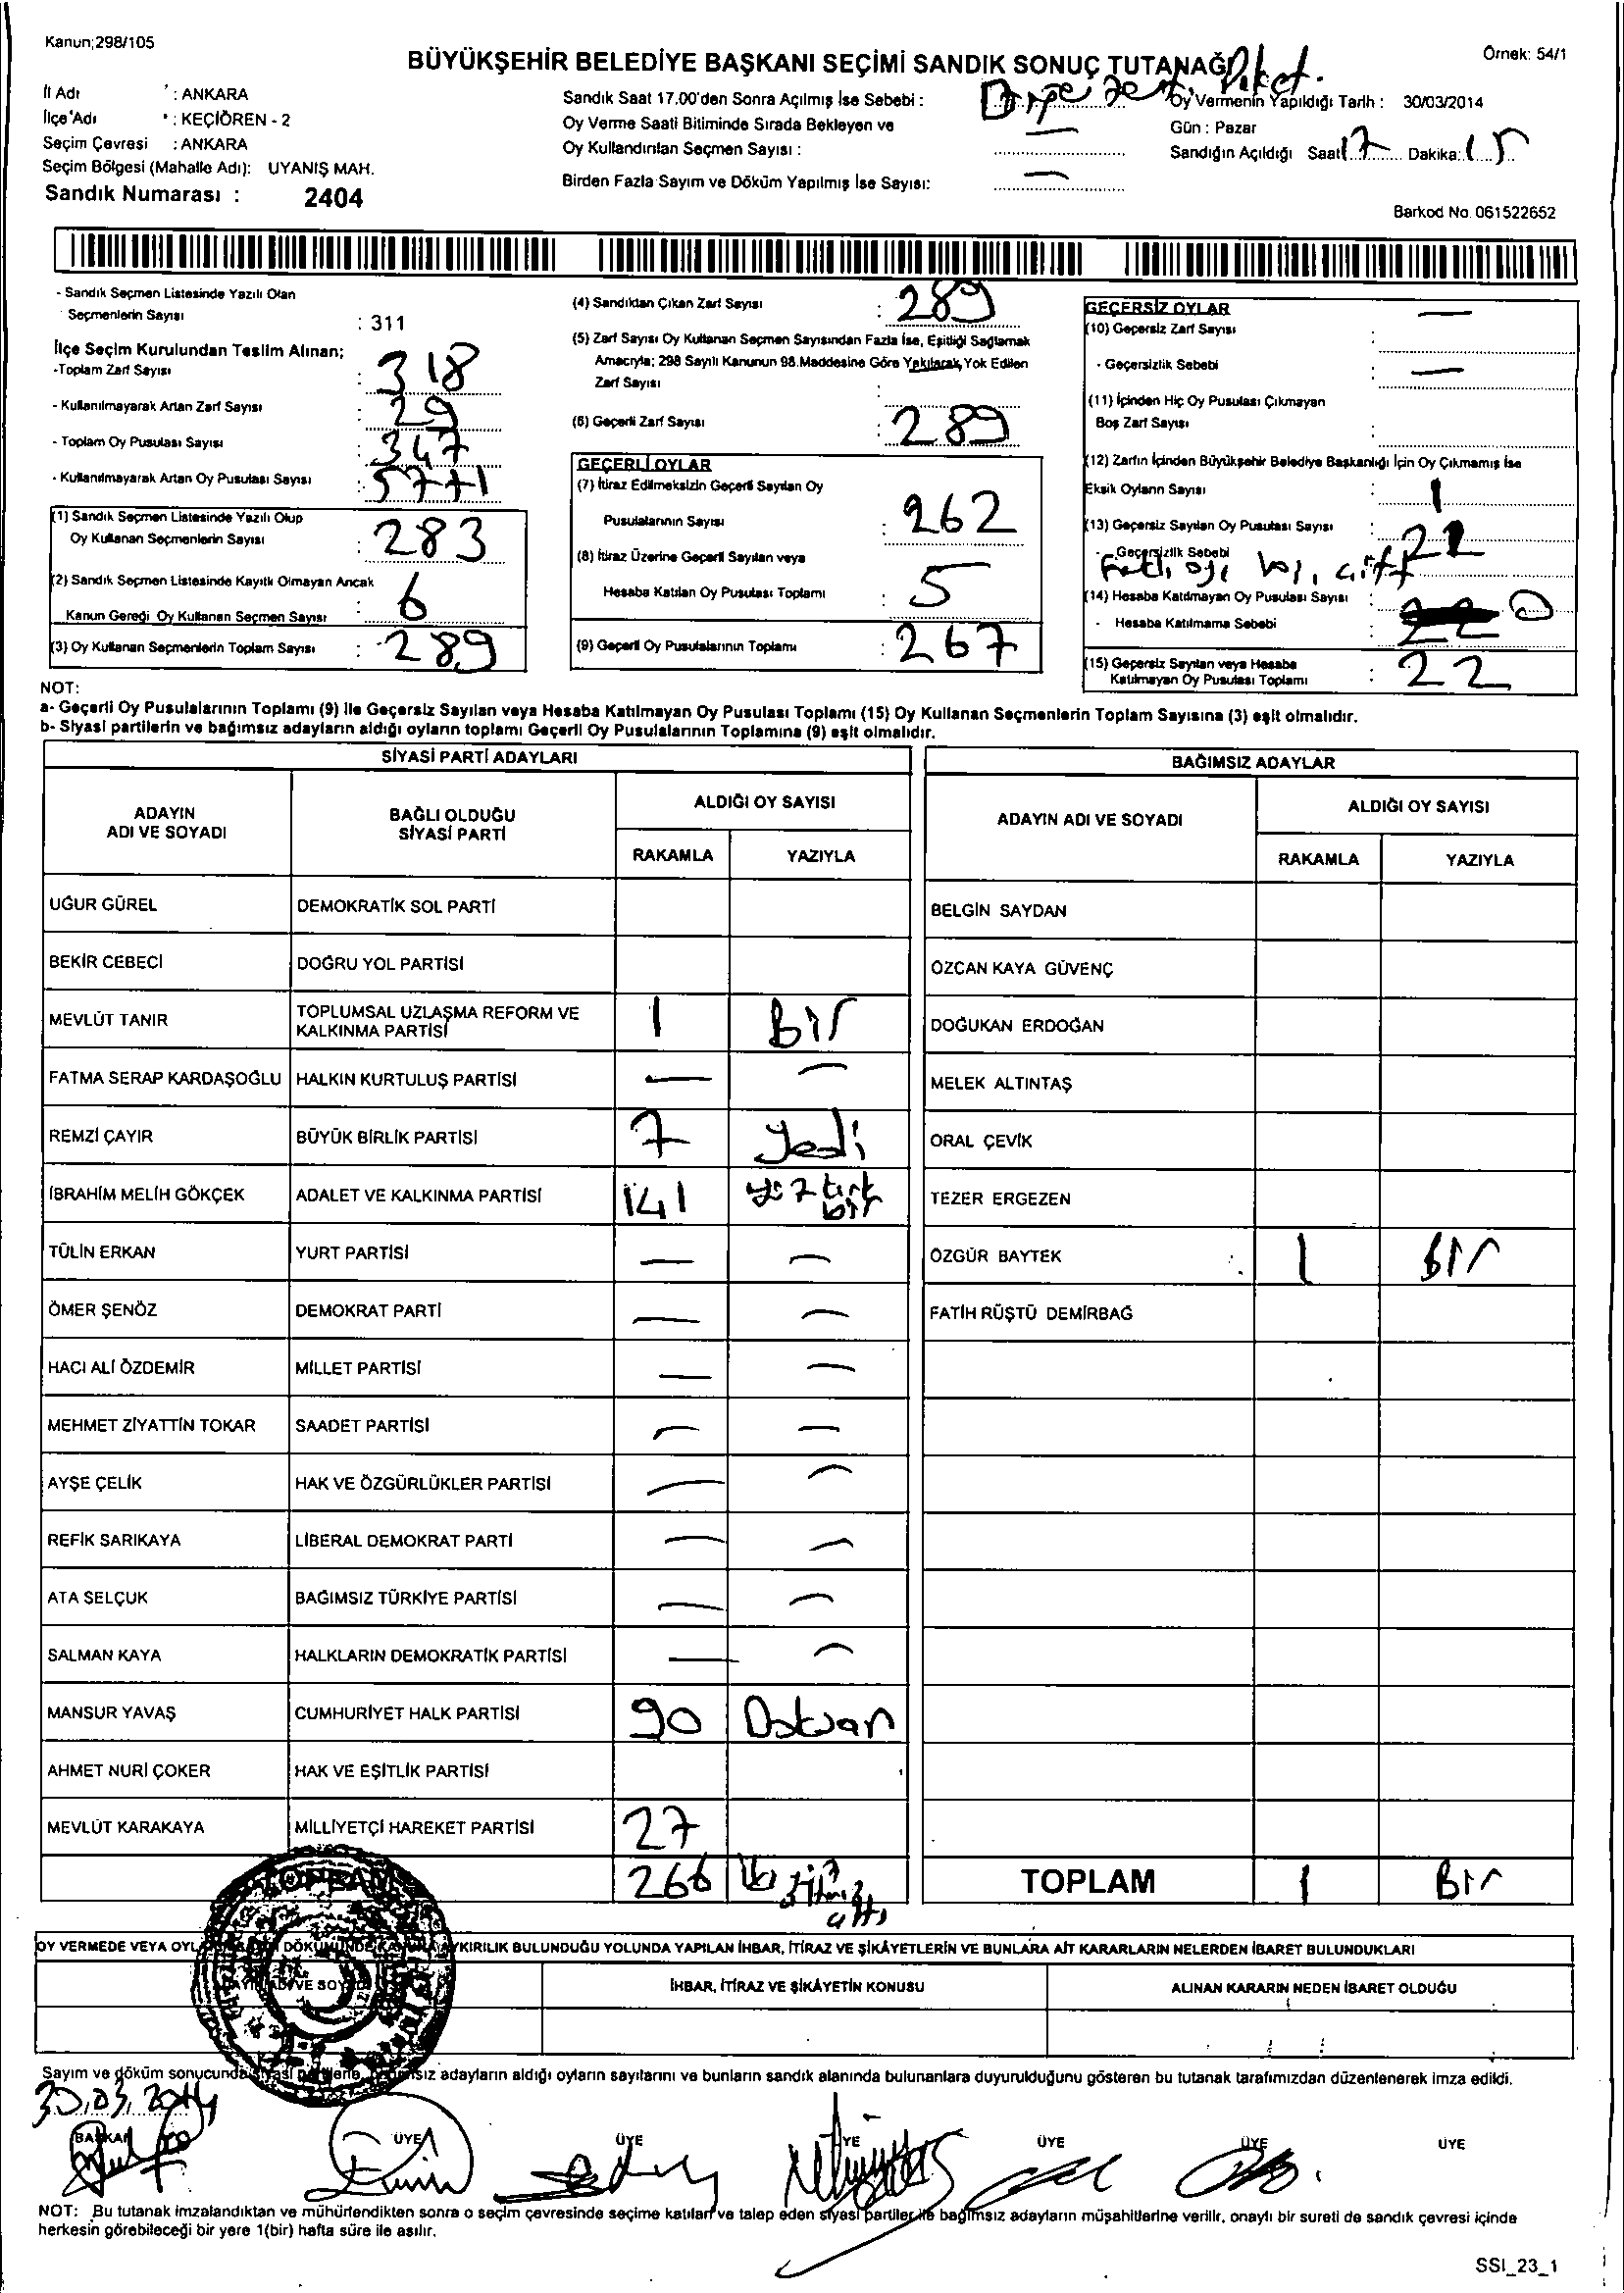 Kanun;298/105
Örnek: 54/1
BÜYÜKŞEHİR BELEDİYE BAŞKANI SEÇİMİ SANDIK SONUÇ TUTANAĞI
İl Adı : ANKARA
İlçe Adı : KEÇİÖREN - 2
Seçim Çevresi : ANKARA
Seçim Bölgesi (Mahalle Adı): UYANIŞ MAH.
Sandık Numarası : 2404
Sandık Saat 17.00'den Sonra Açılmış İse Sebebi :
Oy Verme Saati Bitiminde Sırada Bekleyen ve
Oy Kullandırılan Seçmen Sayısı : —
Birden Fazla Sayım ve Döküm Yapılmış İse Sayısı: —
Oy Vermenin Yapıldığı Tarih : 30/03/2014
Gün : Pazar
Sandığın Açıldığı Saat 17 Dakika: 15
Barkod No. 061522652
- Sandık Seçmen Listesinde Yazılı Olan
Seçmenlerin Sayısı : 311
İlçe Seçim Kurulundan Teslim Alınan;
-Toplam Zarf Sayısı : 318
- Kullanılmayarak Artan Zarf Sayısı : 29
- Toplam Oy Pusulası Sayısı : 347
- Kullanılmayarak Artan Oy Pusulası Sayısı :
(1) Sandık Seçmen Listesinde Yazılı Olup
Oy Kullanan Seçmenlerin Sayısı : 283
(2) Sandık Seçmen Listesinde Kayıtlı Olmayan Ancak
Kanun Gereği Oy Kullanan Seçmen Sayısı : 6
(3) Oy Kullanan Seçmenlerin Toplam Sayısı : 289
(4) Sandıktan Çıkan Zarf Sayısı : 289
(5) Zarf Sayısı Oy Kullanan Seçmen Sayısından Fazla İse, Eşitliği Sağlamak
Amacıyla; 298 Sayılı Kanunun 98.Maddesine Göre Yakılarak Yok Edilen
Zarf Sayısı :
(6) Geçerli Zarf Sayısı : 289
GEÇERLİ OYLAR
(7) İtiraz Edilmeksizin Geçerli Sayılan Oy
Pusulalarının Sayısı : 262
(8) İtiraz Üzerine Geçerli Sayılan veya
Hesaba Katılan Oy Pusulası Toplamı : 5
(9) Geçerli Oy Pusulalarının Toplamı : 267
GEÇERSİZ OYLAR
(10) Geçersiz Zarf Sayısı : —
- Geçersizlik Sebebi : —
(11) İçinden Hiç Oy Pusulası Çıkmayan
Boş Zarf Sayısı :
(12) Zarfın İçinden Büyükşehir Belediye Başkanlığı İçin Oy Çıkmamış İse
Eksik Oyların Sayısı : 1
(13) Geçersiz Sayılan Oy Pusulası Sayısı :
- Geçersizlik Sebebi
(14) Hesaba Katılmayan Oy Pusulası Sayısı : 0
- Hesaba Katılmama Sebebi :
(15) Geçersiz Sayılan veya Hesaba
Katılmayan Oy Pusulası Toplamı : 22
NOT:
a- Geçerli Oy Pusulalarının Toplamı (9) ile Geçersiz Sayılan veya Hesaba Katılmayan Oy Pusulası Toplamı (15) Oy Kullanan Seçmenlerin Toplam Sayısına (3) eşit olmalıdır.
b- Siyasi partilerin ve bağımsız adayların aldığı oyların toplamı Geçerli Oy Pusulalarının Toplamına (9) eşit olmalıdır.
SİYASİ PARTİ ADAYLARI
ADAYIN ADI VE SOYADI
BAĞLI OLDUĞU SİYASİ PARTİ
ALDIĞI OY SAYISI
RAKAMLA YAZIYLA
UĞUR GÜREL DEMOKRATİK SOL PARTİ
BEKİR CEBECİ DOĞRU YOL PARTİSİ
MEVLÜT TANIR TOPLUMSAL UZLAŞMA REFORM VE KALKINMA PARTİSİ 1 Bir
FATMA SERAP KARDAŞOĞLU HALKIN KURTULUŞ PARTİSİ — —
REMZİ ÇAYIR BÜYÜK BİRLİK PARTİSİ 7 Yedi
İBRAHİM MELİH GÖKÇEK ADALET VE KALKINMA PARTİSİ 141 yüz kırk bir
TÜLİN ERKAN YURT PARTİSİ — —
ÖMER ŞENÖZ DEMOKRAT PARTİ — —
HACI ALİ ÖZDEMİR MİLLET PARTİSİ — —
MEHMET ZİYATTİN TOKAR SAADET PARTİSİ — —
AYŞE ÇELİK HAK VE ÖZGÜRLÜKLER PARTİSİ — —
REFİK SARIKAYA LİBERAL DEMOKRAT PARTİ — —
ATA SELÇUK BAĞIMSIZ TÜRKİYE PARTİSİ — —
SALMAN KAYA HALKLARIN DEMOKRATİK PARTİSİ — —
MANSUR YAVAŞ CUMHURİYET HALK PARTİSİ 90 Doksan
AHMET NURİ ÇOKER HAK VE EŞİTLİK PARTİSİ
MEVLÜT KARAKAYA MİLLİYETÇİ HAREKET PARTİSİ 27
TOPLAM 266
BAĞIMSIZ ADAYLAR
ADAYIN ADI VE SOYADI
ALDIĞI OY SAYISI
RAKAMLA YAZIYLA
BELGİN SAYDAN
ÖZCAN KAYA GÜVENÇ
DOĞUKAN ERDOĞAN
MELEK ALTINTAŞ
ORAL ÇEVİK
TEZER ERGEZEN
ÖZGÜR BAYTEK 1 Bir
FATİH RÜŞTÜ DEMİRBAĞ
TOPLAM 1 Bir
OY VERMEDE VEYA DÖKÜMÜNDE AYKIRILIK BULUNDUĞU YOLUNDA YAPILAN İHBAR, İTİRAZ VE ŞİKÂYETLERİN VE BUNLARA AİT KARARLARIN NELERDEN İBARET BULUNDUKLARI
ADI VE SOYADI
İHBAR, İTİRAZ VE ŞİKÂYETİN KONUSU
ALINAN KARARIN NEDEN İBARET OLDUĞU
Sayım ve döküm sonucunda siyasi partilerle, bağımsız adayların aldığı oyların sayılarını ve bunların sandık alanında bulunanlara duyurulduğunu gösteren bu tutanak tarafımızdan düzenlenerek imza edildi.
30.03.2014
BAŞKAN ÜYE ÜYE ÜYE ÜYE ÜYE ÜYE
NOT: Bu tutanak imzalandıktan ve mühürlendikten sonra o seçim çevresinde seçime katılan ve talep eden siyasi partiler ile bağımsız adayların müşahitlerine verilir, onaylı bir sureti de sandık çevresi içinde
herkesin görebileceği bir yere 1(bir) hafta süre ile asılır.
SSI_23_1